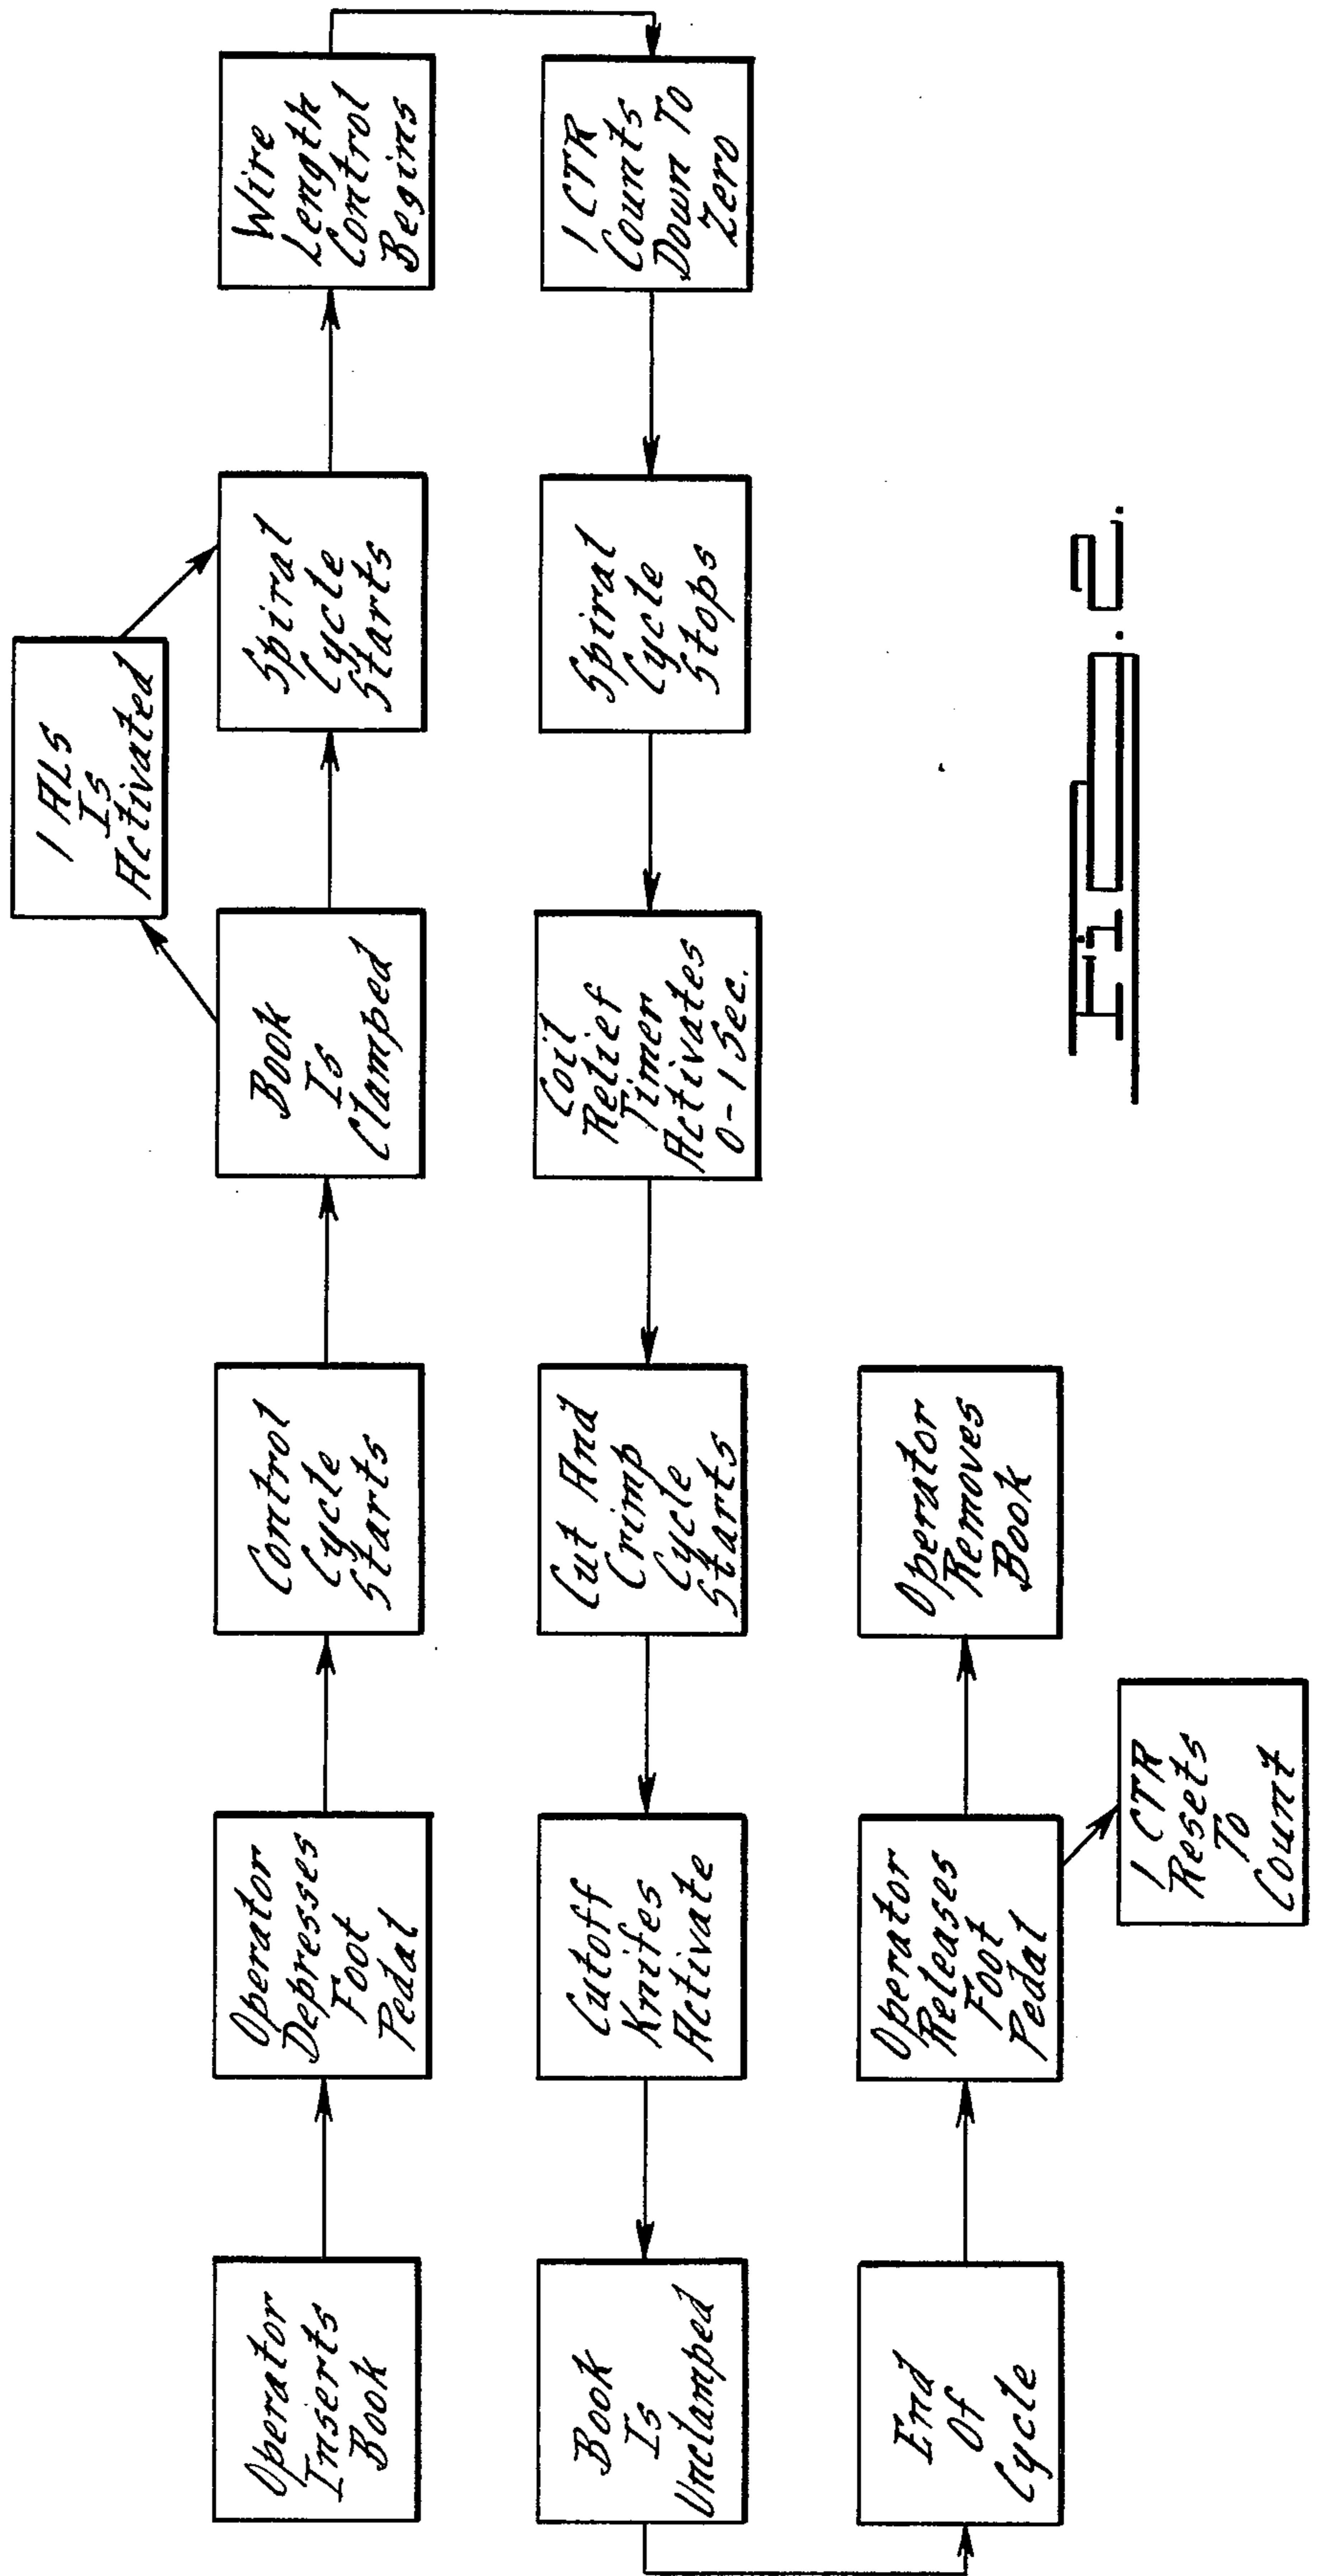 Operator
Inserts
Book
Operator
Depresses
Foot
Pedal
Control
Cycle
Starts
Book
Is
Clamped
1 ALS
Is
Activated
Spiral
Cycle
Starts
Wire
Length
Control
Begins
1 CTR
Counts
Down To
Zero
Spiral
Cycle
Stops
Coil
Relief
Timer
Activates
0-1 Sec.
Cut And
Crimp
Cycle
Starts
Cutoff
Knifes
Activate
Book
Is
Unclamped
End
Of
Cycle
Operator
Releases
Foot
Pedal
1 CTR
Resets
To
Count
Operator
Removes
Book
Fig. 2.